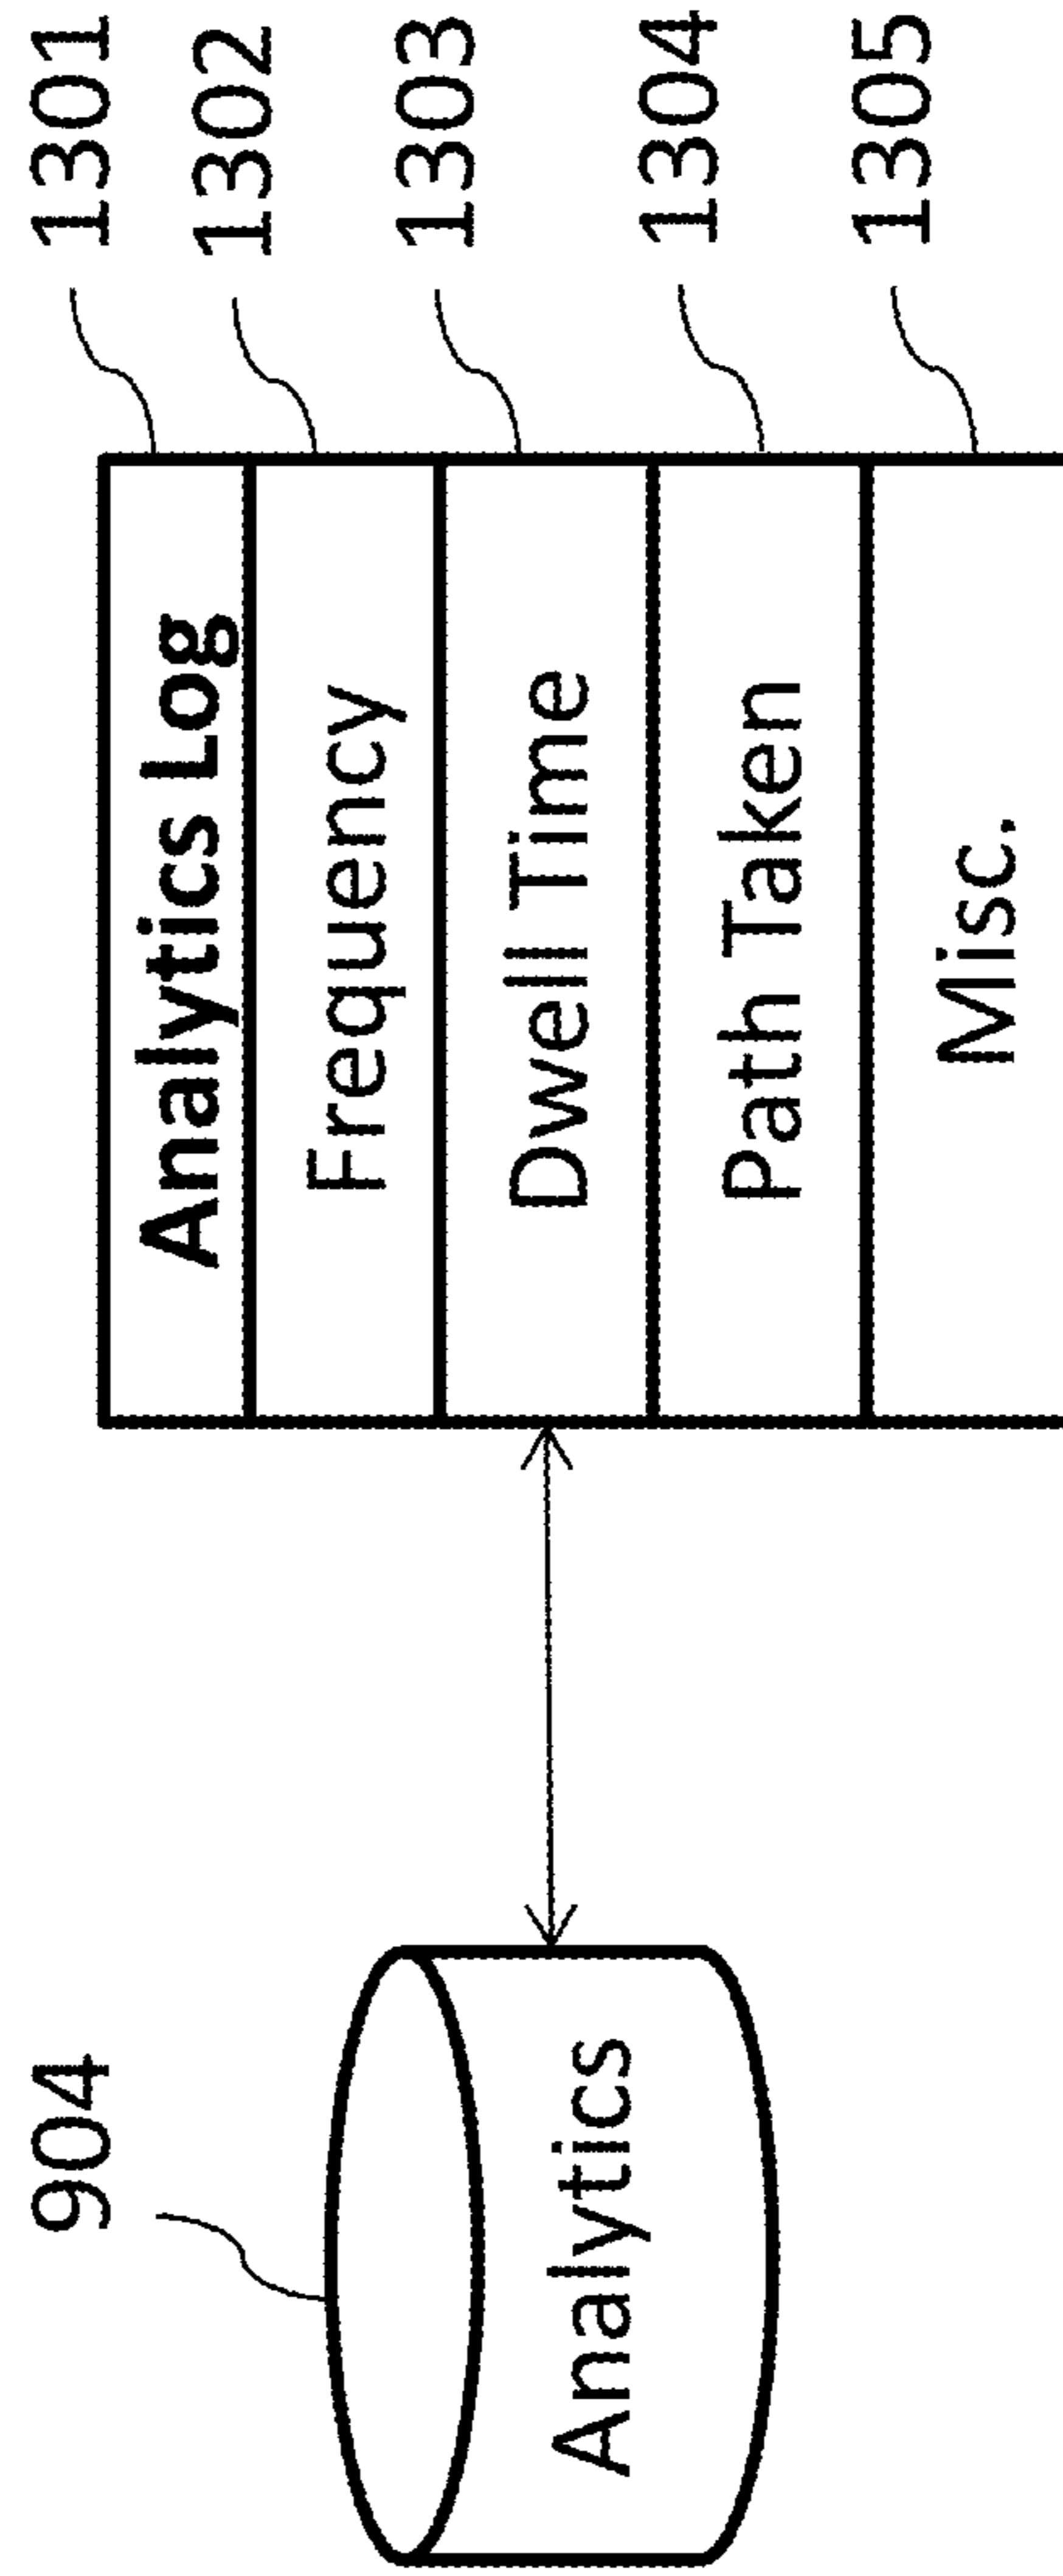 904
Analytics
Analytics Log
1301
Frequency
1302
Dwell Time
1303
Path Taken
1304
Misc.
1305